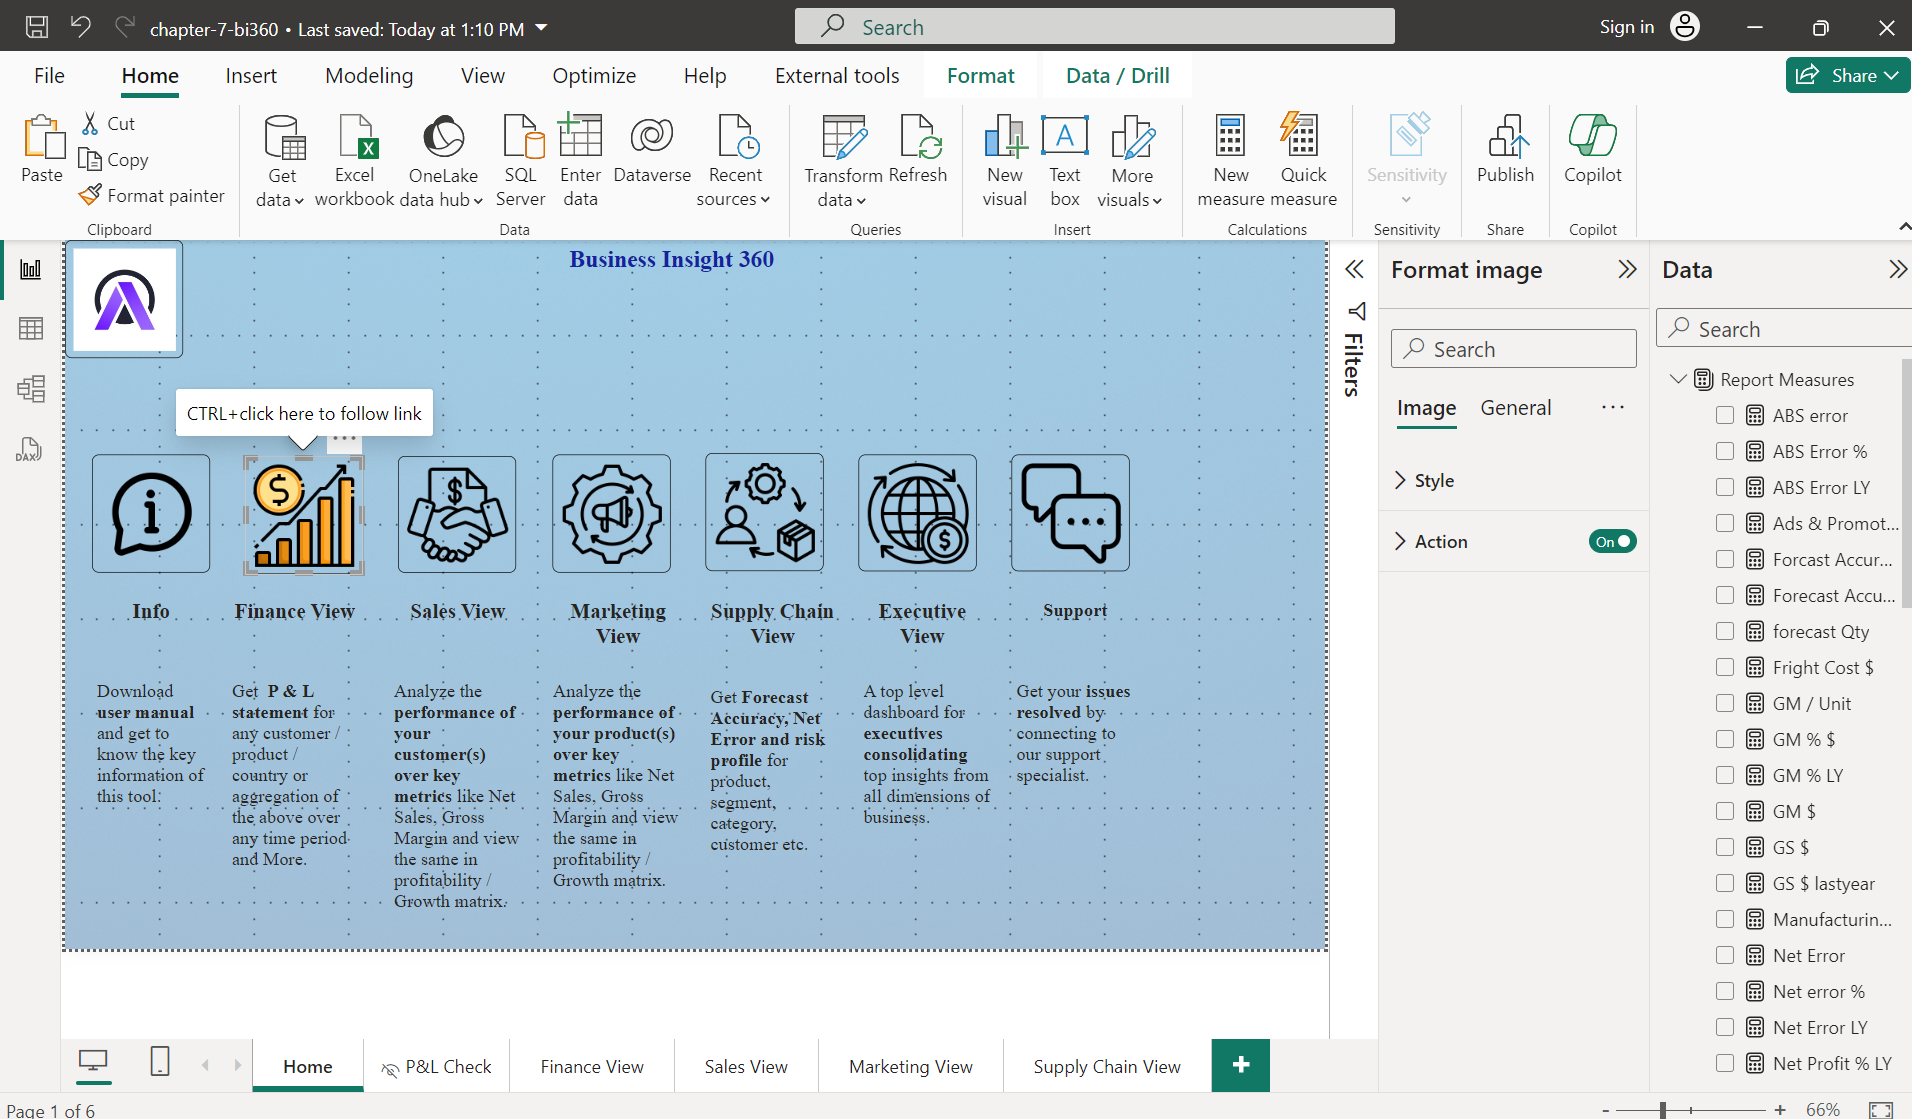 chapter-7-bi360 • Last saved: Today at 1:10 PM
Search
Sign in
File
Home
Insert
Modeling
View
Optimize
Help
External tools
Format
Data / Drill
Share
Paste
Cut
Copy
Format painter
Clipboard
Get data
Excel workbook
OneLake data hub
SQL Server
Enter data
Dataverse
Recent sources
Data
Transform data
Refresh
Queries
New visual
Text box
More visuals
Insert
New measure
Quick measure
Calculations
Sensitivity
Sensitivity
Publish
Share
Copilot
Copilot
DAX
Business Insight 360
CTRL+click here to follow link
Info
Finance View
Sales View
Marketing
View
Supply Chain
View
Executive
View
Support
Download
user manual
and get to
know the key
information of
this tool.
Get P & L
statement for
any customer /
product /
country or
aggregation of
the above over
any time period
and More.
Analyze the
performance of
your
customer(s)
over key
metrics like Net
Sales, Gross
Margin and view
the same in
profitability /
Growth matrix.
Analyze the
performance of
your product(s)
over key
metrics like Net
Sales, Gross
Margin and view
the same in
profitability /
Growth matrix.
Get Forecast
Accuracy, Net
Error and risk
profile for
product,
segment,
category,
customer etc.
A top level
dashboard for
executives
consolidating
top insights from
all dimensions of
business.
Get your issues
resolved by
connecting to
our support
specialist.
Filters
Format image
Search
Image
General
Style
Action
On
Data
Search
Report Measures
ABS error
ABS Error %
ABS Error LY
Ads & Promot...
Forcast Accur...
Forecast Accu...
forecast Qty
Fright Cost $
GM / Unit
GM % $
GM % LY
GM $
GS $
GS $ lastyear
Manufacturin...
Net Error
Net error %
Net Error LY
Net Profit % LY
Home
P&L Check
Finance View
Sales View
Marketing View
Supply Chain View
Page 1 of 6
66%